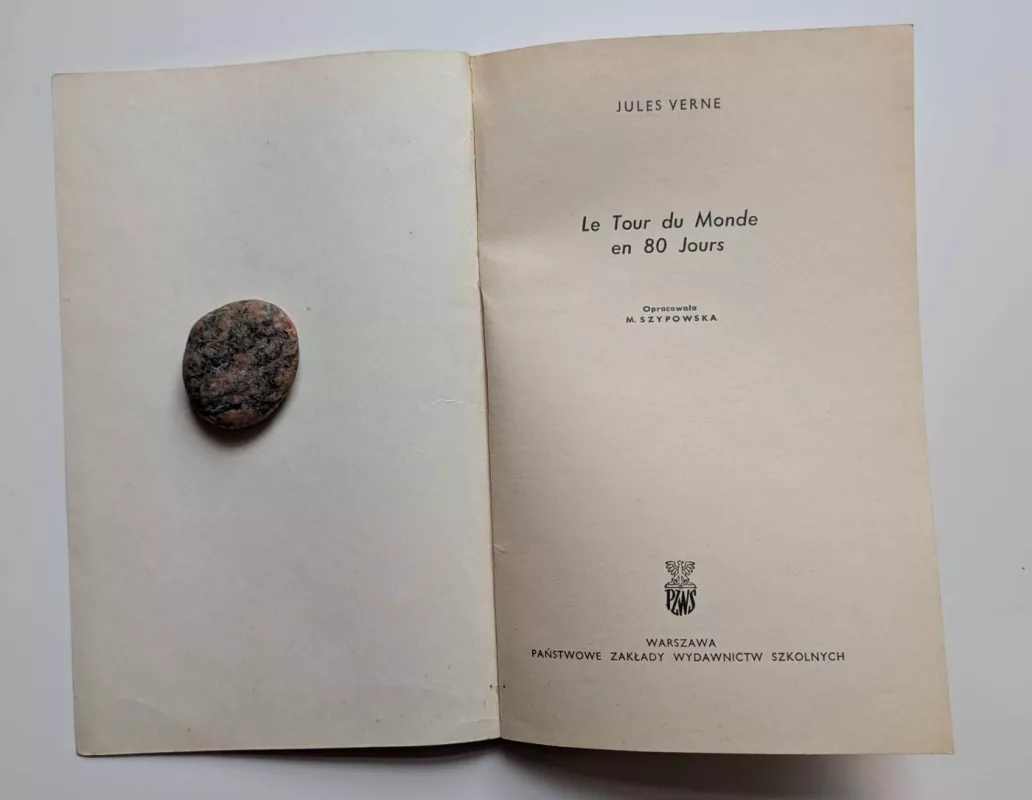 JULES VERNE
Le Tour du Monde
en 80 Jours
Opracowała
M. SZYPOWSKA
PZWS
WARSZAWA
PAŃSTWOWE ZAKŁADY WYDAWNICTW SZKOLNYCH